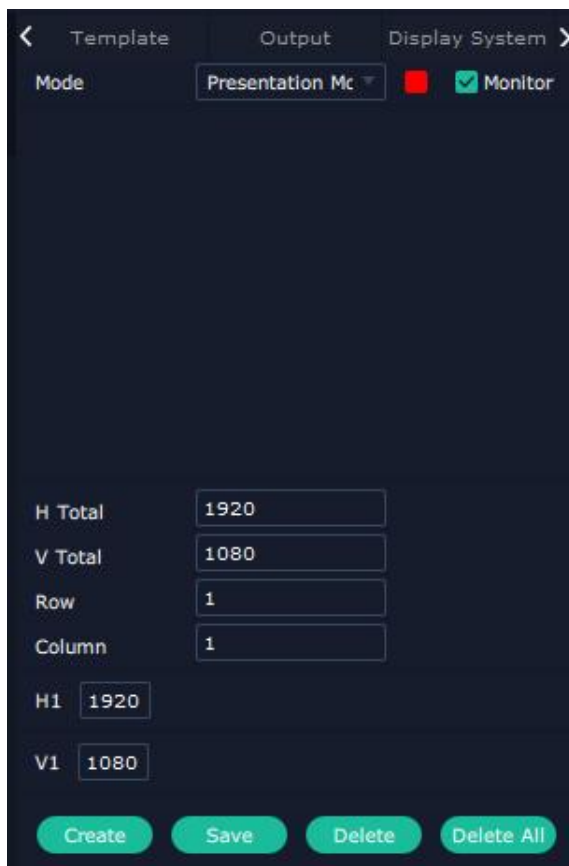 Template Output Display System
Mode Presentation Mc Monitor
H Total 1920
V Total 1080
Row 1
Column 1
H1 1920
V1 1080
Create Save Delete Delete All